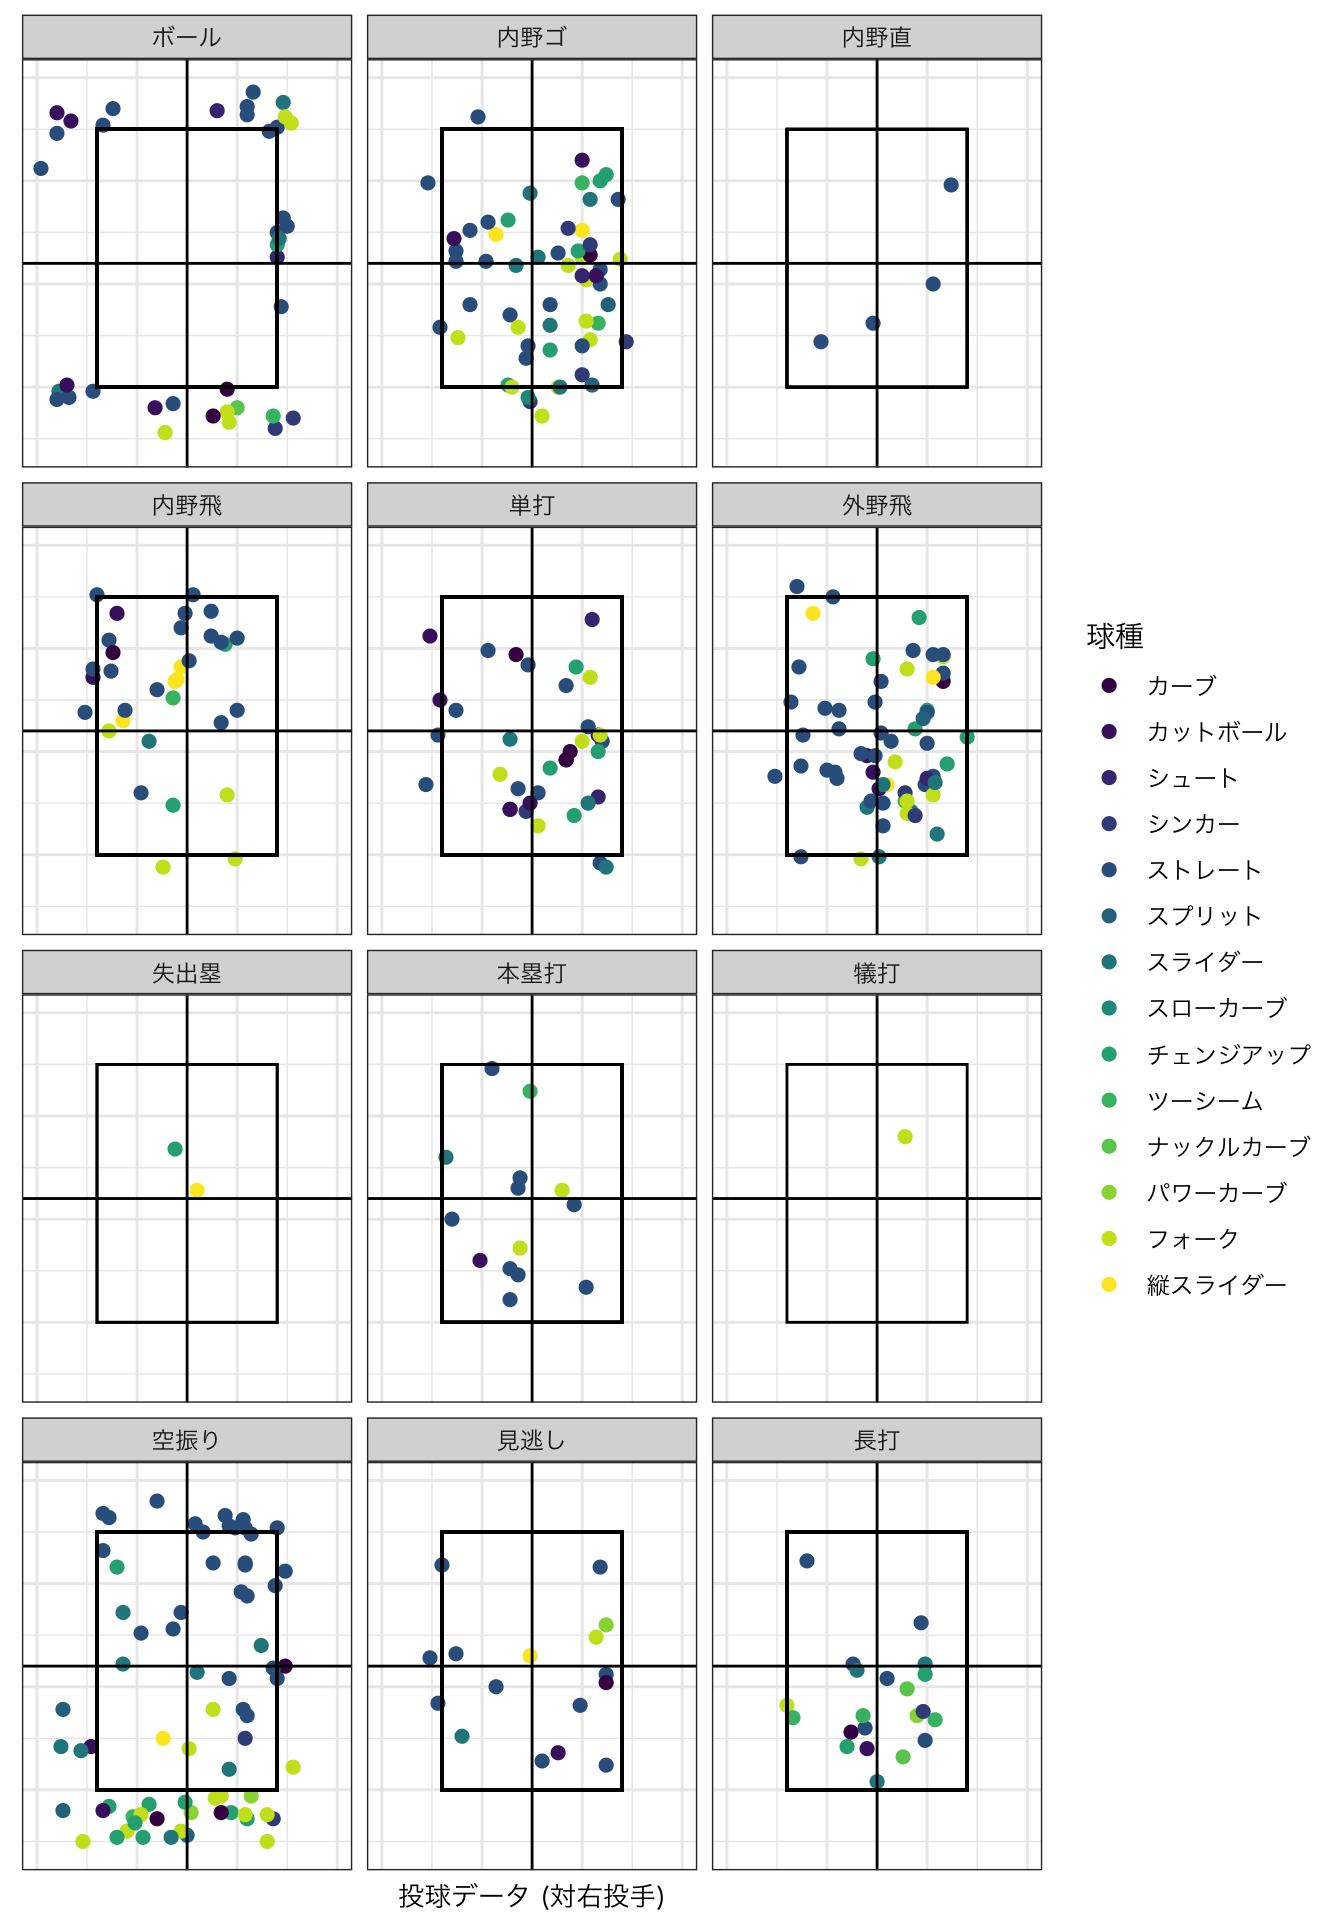 ボール
内野ゴ
内野直
内野飛
単打
外野飛
失出塁
本塁打
犠打
空振り
見逃し
長打
球種
カーブ
カットボール
シュート
シンカー
ストレート
スプリット
スライダー
スローカーブ
チェンジアップ
ツーシーム
ナックルカーブ
パワーカーブ
フォーク
縦スライダー
投球データ (対右投手)